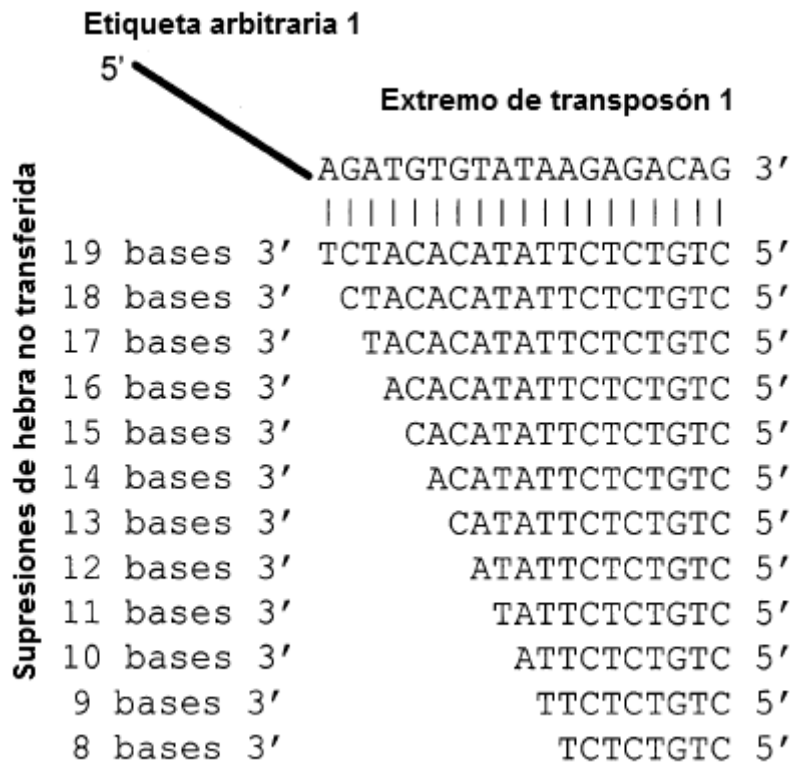 Etiqueta arbitraria 1
5'
Extremo de transposón 1
AGATGTGTATAAGAGACAG 3'
Supresiones de hebra no transferida
19 bases 3' TCTACACATATTCTCTGTC 5'
18 bases 3' CTACACATATTCTCTGTC 5'
17 bases 3' TACACATATTCTCTGTC 5'
16 bases 3' ACACATATTCTCTGTC 5'
15 bases 3' CACATATTCTCTGTC 5'
14 bases 3' ACATATTCTCTGTC 5'
13 bases 3' CATATTCTCTGTC 5'
12 bases 3' ATATTCTCTGTC 5'
11 bases 3' TATTCTCTGTC 5'
10 bases 3' ATTCTCTGTC 5'
9 bases 3' TTCTCTGTC 5'
8 bases 3' TCTCTGTC 5'